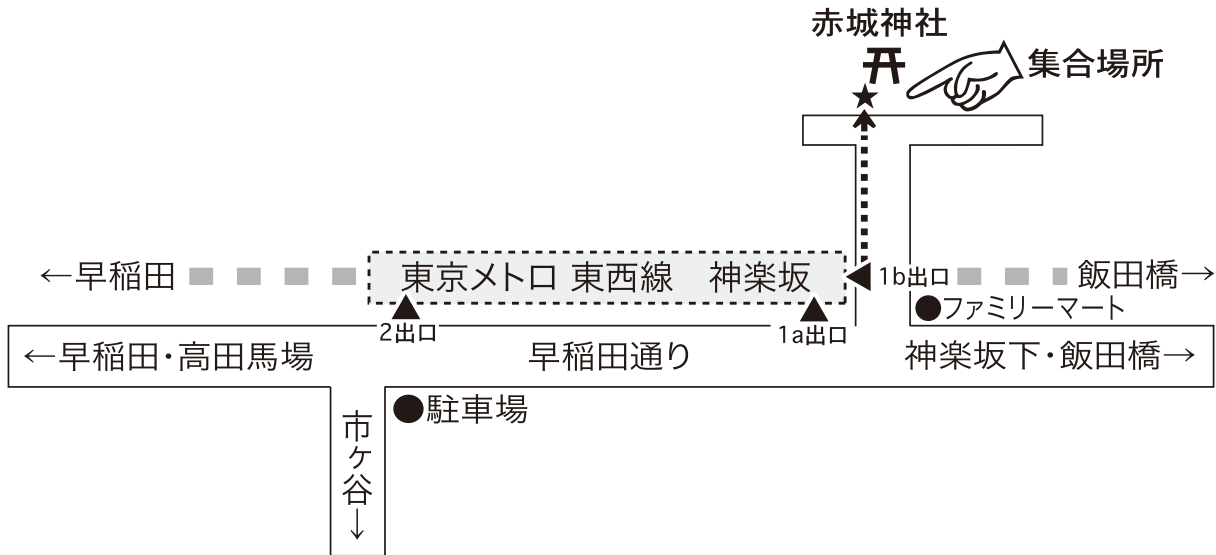 赤城神社
集合場所
←早稲田
東京メトロ 東西線　神楽坂
1b出口
飯田橋→
●ファミリーマート
2出口
1a出口
←早稲田・高田馬場
早稲田通り
神楽坂下・飯田橋→
●駐車場
市ヶ谷→